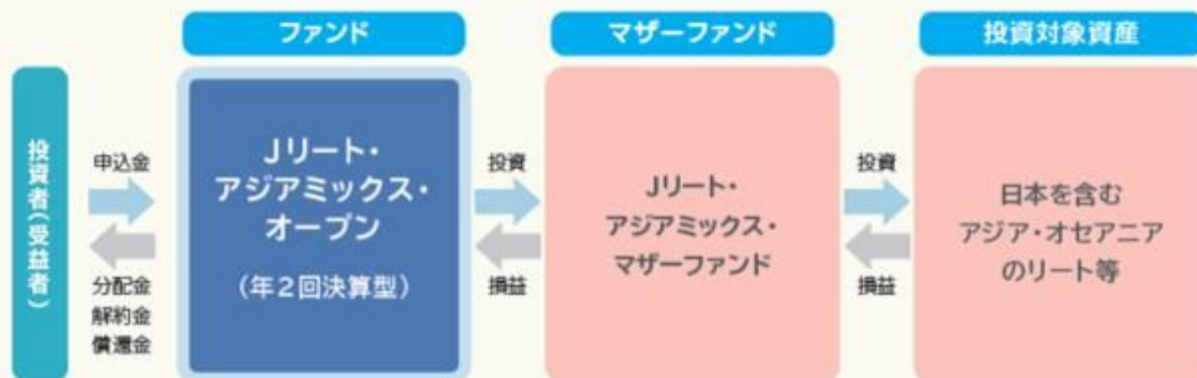 ファンド
マザーファンド
投資対象資産
投資者(受益者)
申込金
分配金
解約金
償還金
Jリート・
アジアミックス・
オープン
(年2回決算型)
投資
損益
Jリート・
アジアミックス・
マザーファンド
投資
損益
日本を含む
アジア・オセアニア
のリート等